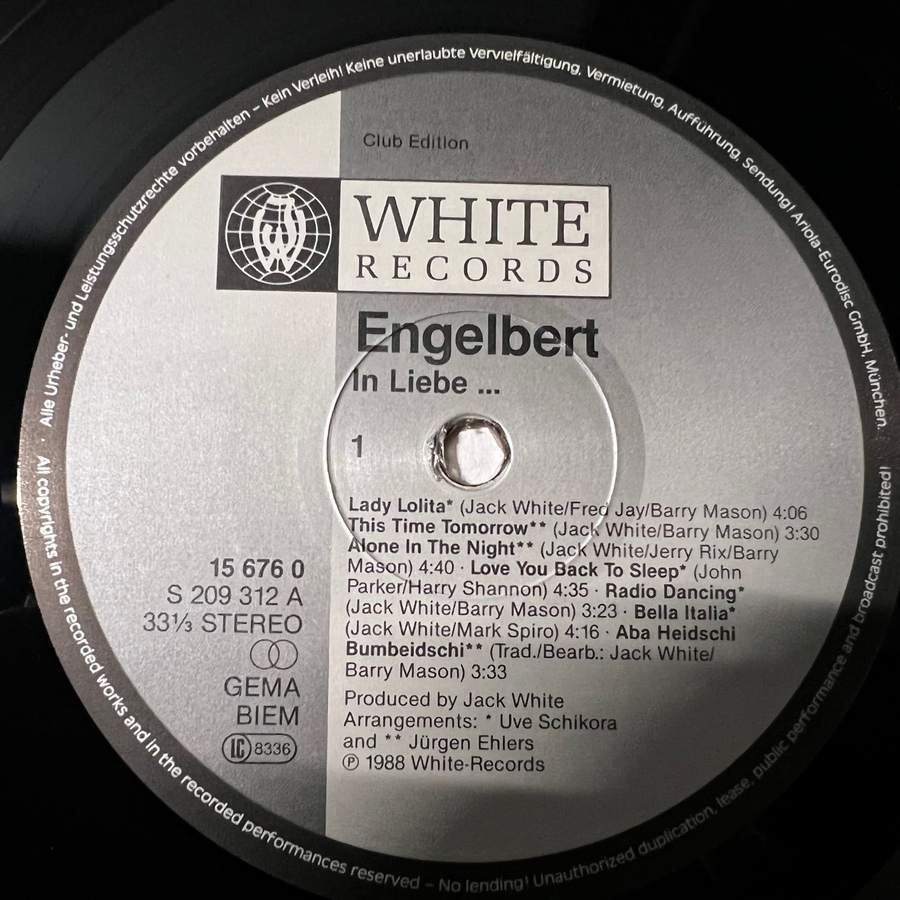 Alle Urheber- und Leistungsschutzrechte vorbehalten – Kein Verleih! Keine unerlaubte Vervielfältigung, Vermietung, Aufführung, Sendung! Ariola-Eurodisc GmbH, München.
Club Edition
WHITE
RECORDS
Engelbert
In Liebe ...
1
Lady Lolita* (Jack White/Fred Jay/Barry Mason) 4:06
This Time Tomorrow** (Jack White/Barry Mason) 3:30
Alone In The Night** (Jack White/Jerry Rix/Barry
Mason) 4:40 · Love You Back To Sleep* (John
Parker/Harry Shannon) 4:35 · Radio Dancing*
(Jack White/Barry Mason) 3:23 · Bella Italia*
(Jack White/Mark Spiro) 4:16 · Aba Heidschi
Bumbeidschi** (Trad./Bearb.: Jack White/
Barry Mason) 3:33
15 676 0
S 209 312 A
33⅓ STEREO
GEMA
BIEM
LC 8336
Produced by Jack White
Arrangements: * Uve Schikora
and ** Jürgen Ehlers
℗ 1988 White-Records
All copyrights in the recorded works and in the recorded performances reserved – No lending! Unauthorized duplication, lease, public performance and broadcast prohibited!